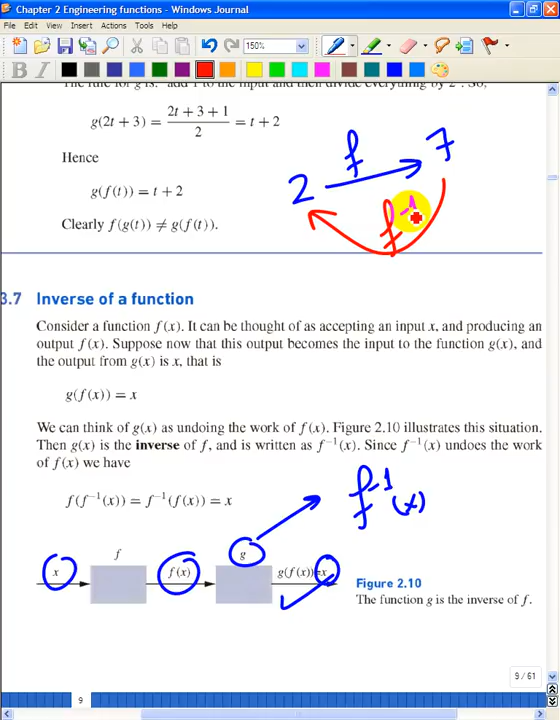 Chapter 2 Engineering functions - Windows Journal
File Edit View Insert Actions Tools Help
150%
B I
g(2t + 3) = (2t + 3 + 1)/2 = t + 2
Hence
g(f(t)) = t + 2
Clearly f(g(t)) ≠ g(f(t)).
f
7
2
f⁻¹
3.7 Inverse of a function
Consider a function f(x). It can be thought of as accepting an input x, and producing an
output f(x). Suppose now that this output becomes the input to the function g(x), and
the output from g(x) is x, that is
g(f(x)) = x
We can think of g(x) as undoing the work of f(x). Figure 2.10 illustrates this situation.
Then g(x) is the inverse of f, and is written as f⁻¹(x). Since f⁻¹(x) undoes the work
of f(x) we have
f(f⁻¹(x)) = f⁻¹(f(x)) = x
f⁻¹(x)
f g
x f(x) g(f(x))=x
Figure 2.10
The function g is the inverse of f.
9 / 61
9